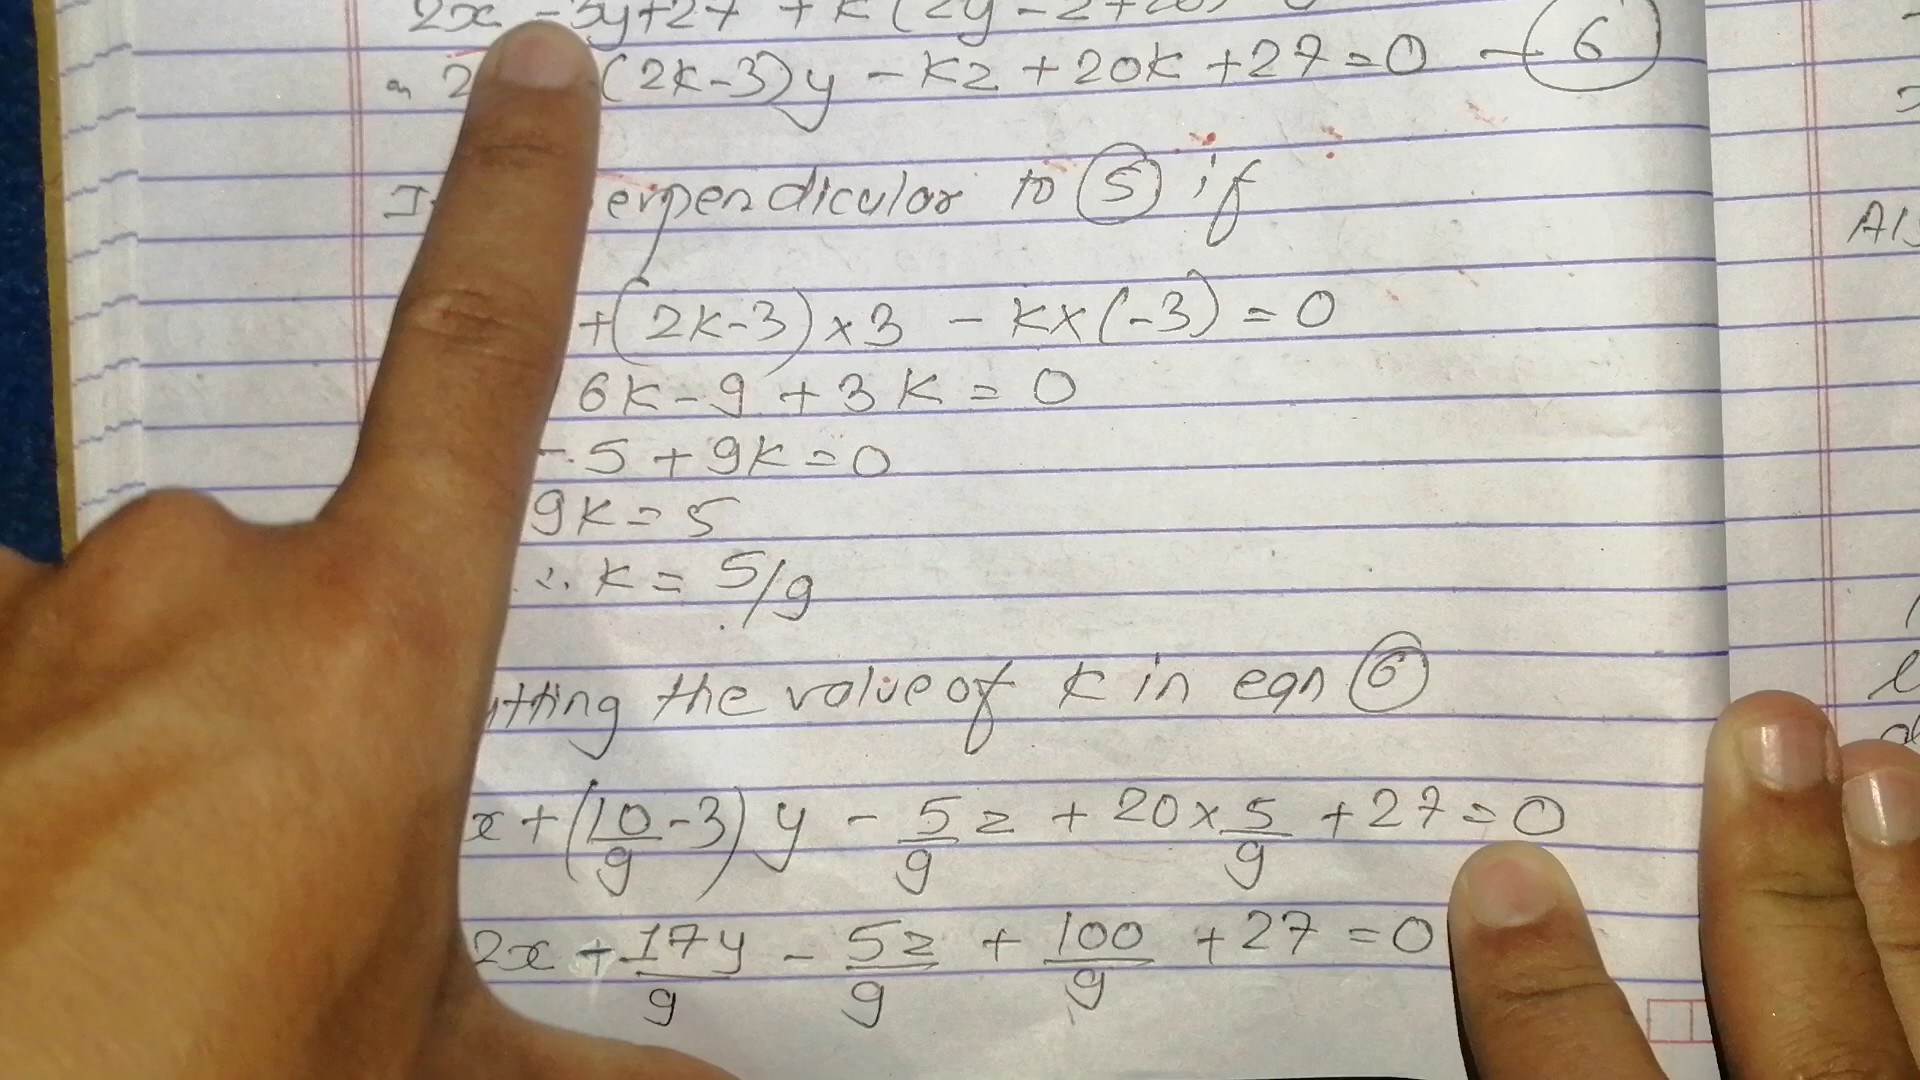 2x - 3y + 27 + k (2y - z + 20)
2 (2k-3)y - kz + 20k + 27 = 0 — 6
erpendicular to 5 if
+ (2k-3) × 3 - k × (-3) = 0
6k - 9 + 3k = 0
- 5 + 9k = 0
9k = 5
∴ k = 5/9
utting the value of k in eqn 6
x + (10/9 - 3) y - 5/9 z + 20 × 5/9 + 27 = 0
2x + 17y/9 - 5z/9 + 100/9 + 27 = 0